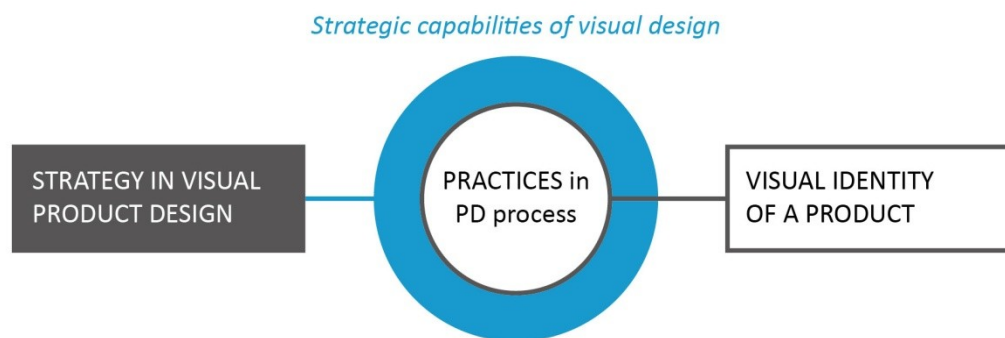 Strategic capabilities of visual design
STRATEGY IN VISUAL
PRODUCT DESIGN
PRACTICES in
PD process
VISUAL IDENTITY
OF A PRODUCT